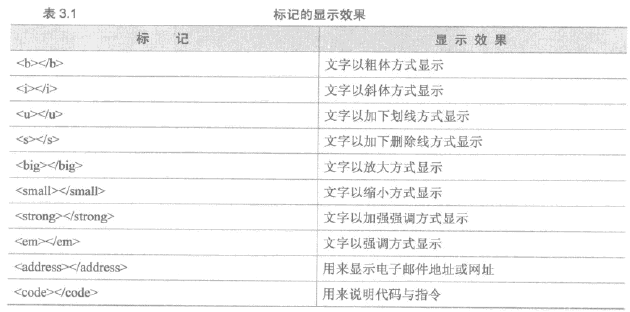 表 3.1 标记的显示效果
标 记 显 示 效 果
<b></b> 文字以粗体方式显示
<i></i> 文字以斜体方式显示
<u></u> 文字以加下划线方式显示
<s></s> 文字以加下删除线方式显示
<big></big> 文字以放大方式显示
<small></small> 文字以缩小方式显示
<strong></strong> 文字以加强强调方式显示
<em></em> 文字以强调方式显示
<address></address> 用来显示电子邮件地址或网址
<code></code> 用来说明代码与指令